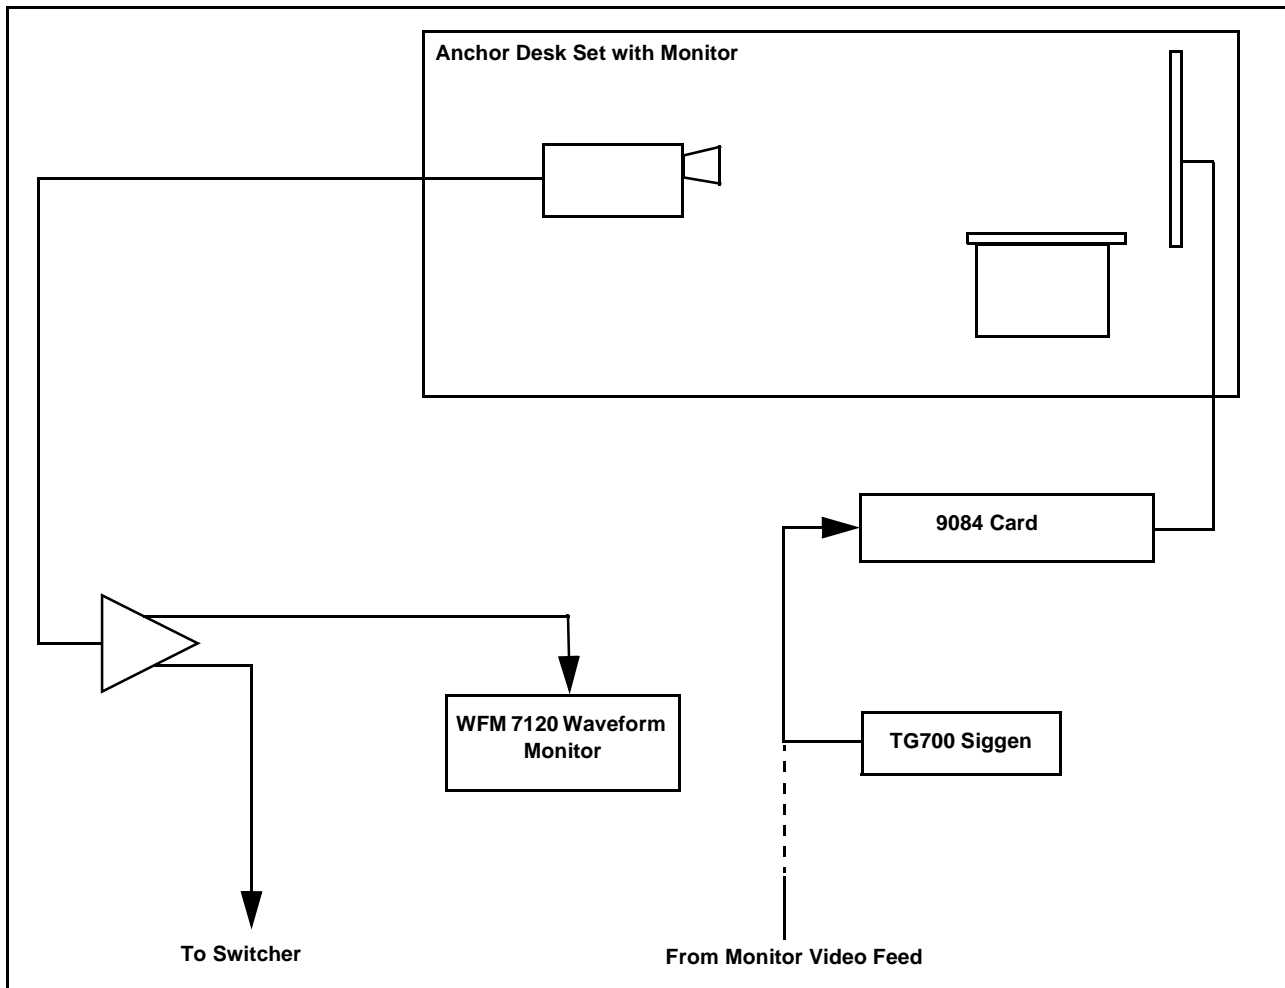 Anchor Desk Set with Monitor
9084 Card
WFM 7120 Waveform
Monitor
TG700 Siggen
To Switcher
From Monitor Video Feed